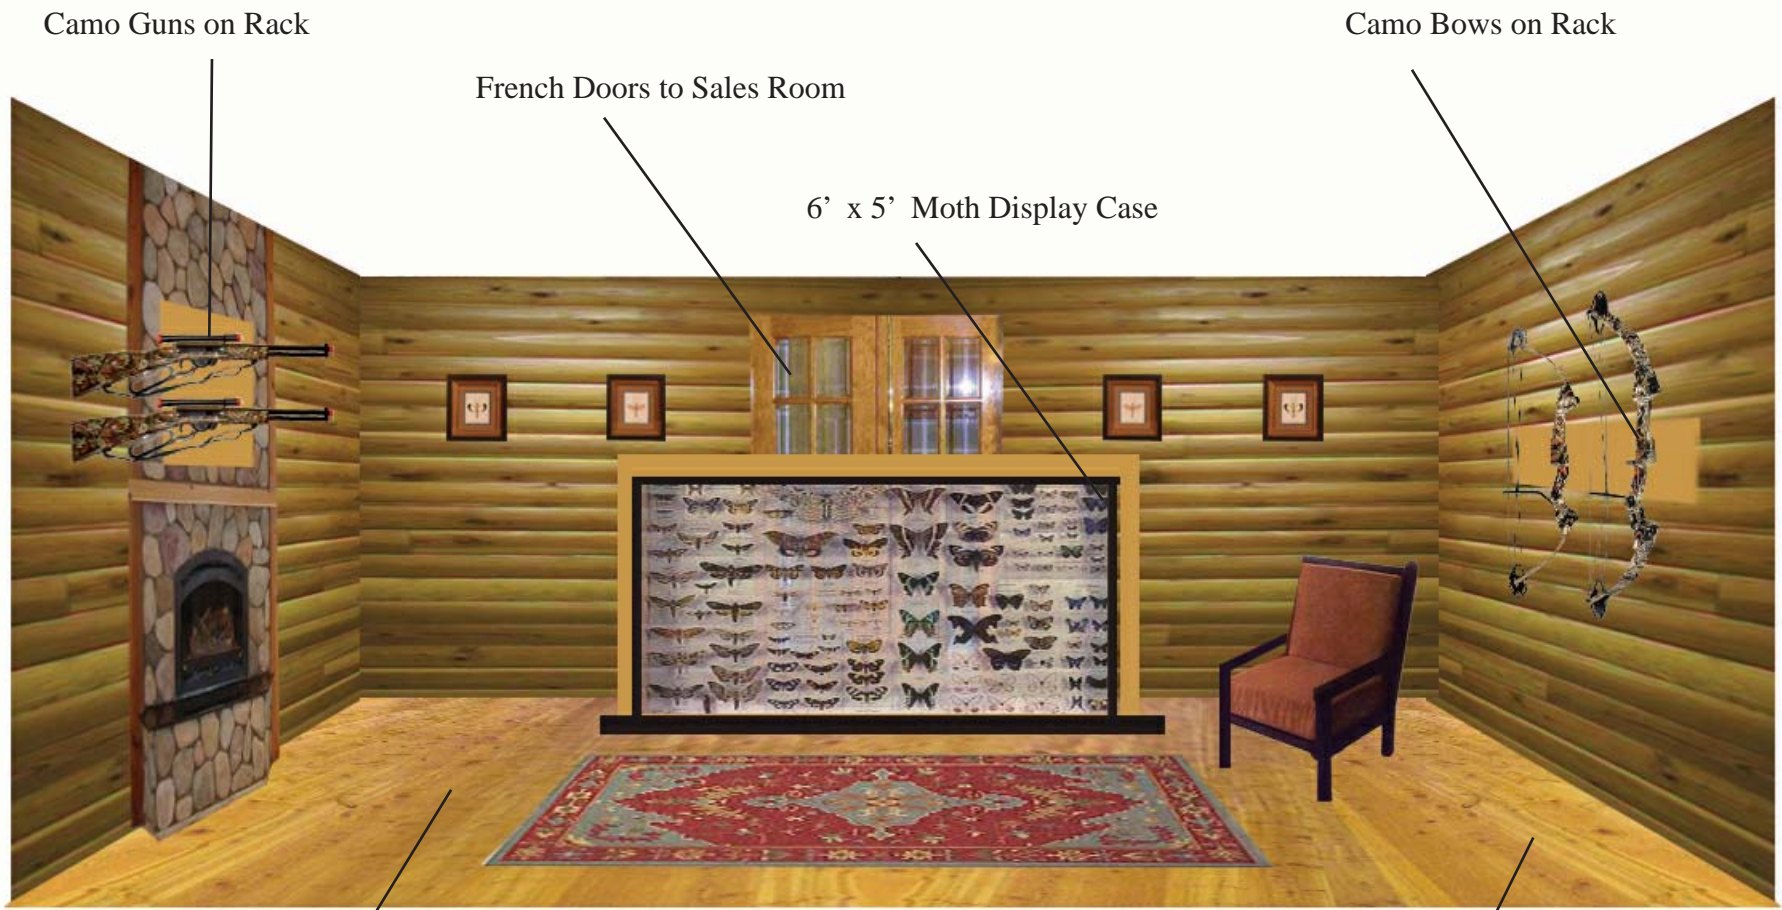 Camo Guns on Rack
Camo Bows on Rack
French Doors to Sales Room
6’ x 5’ Moth Display Case